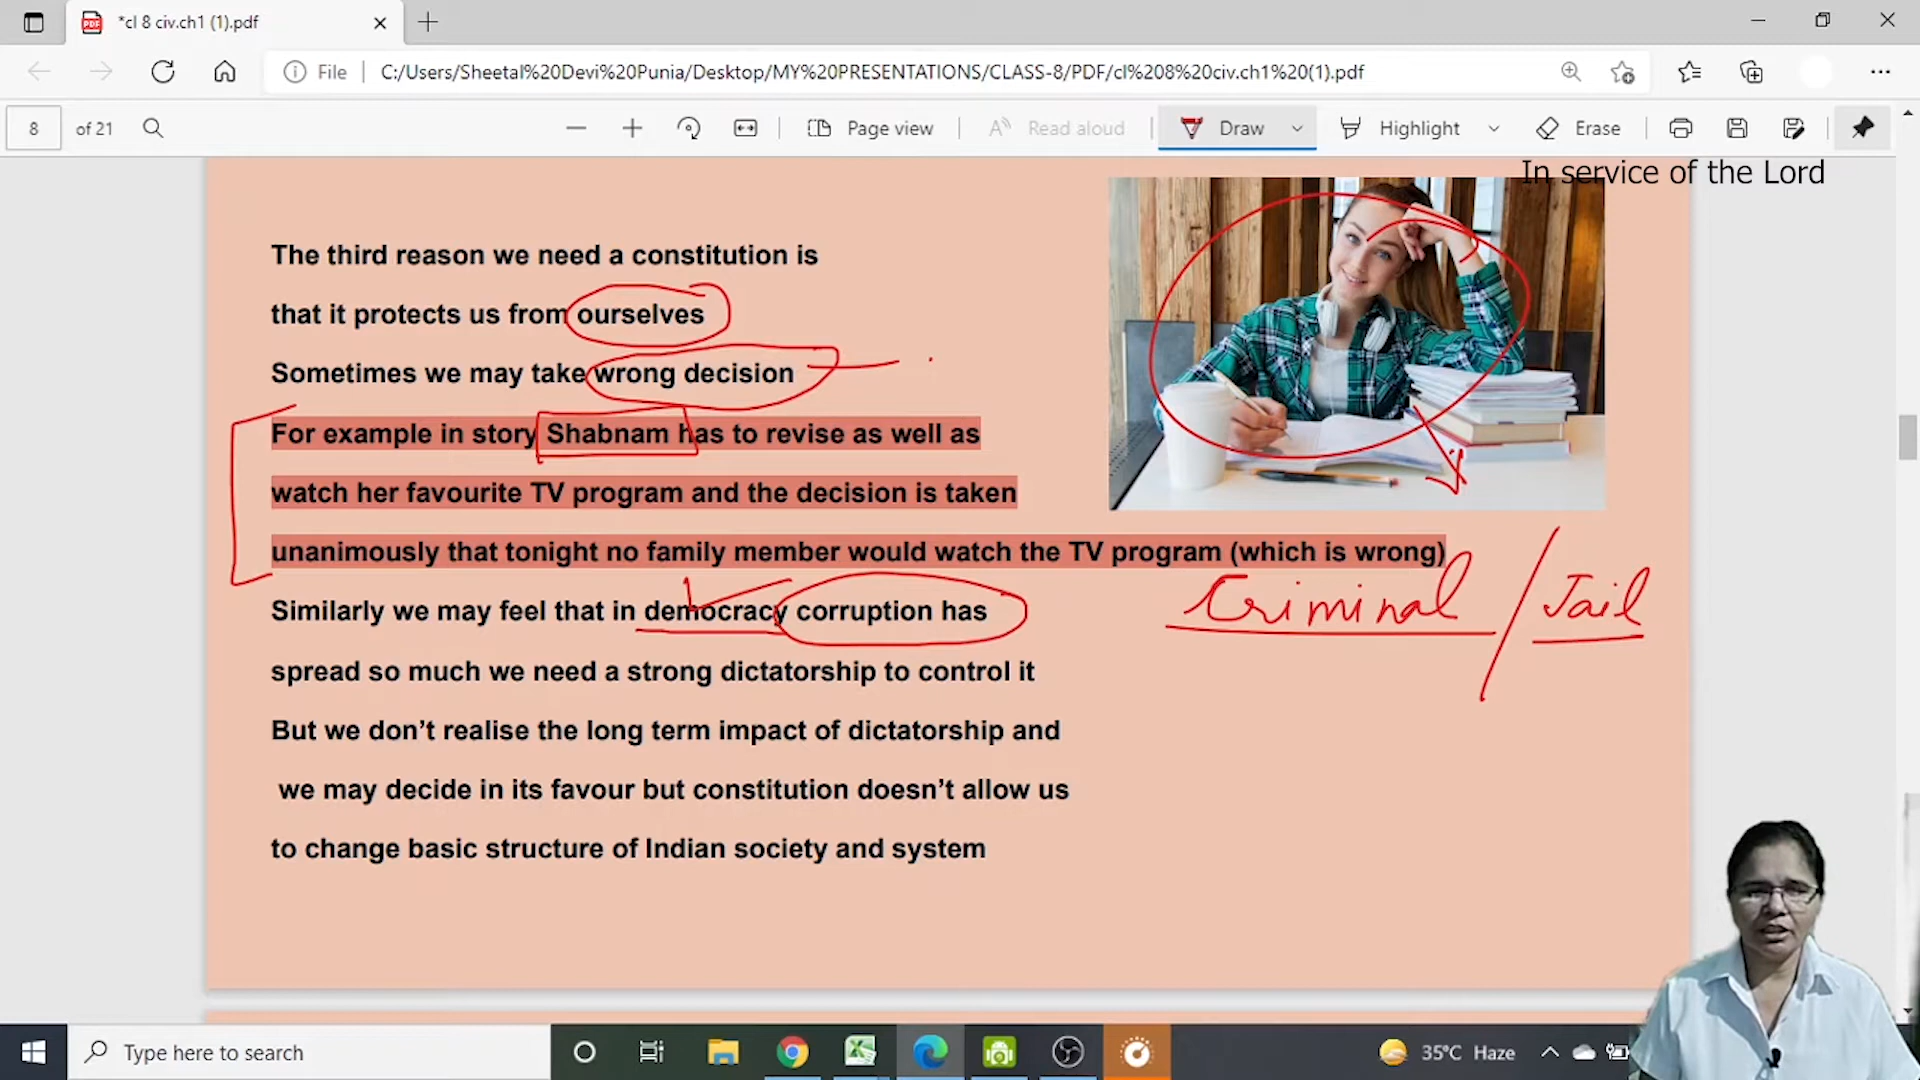 *cl 8 civ.ch1 (1).pdf
File
C:/Users/Sheetal%20Devi%20Punia/Desktop/MY%20PRESENTATIONS/CLASS-8/PDF/cl%208%20civ.ch1%20(1).pdf
8 of 21
Page view
Read aloud
Draw
Highlight
Erase
In service of the Lord
The third reason we need a constitution is
that it protects us from ourselves
Sometimes we may take wrong decision
For example in story Shabnam has to revise as well as
watch her favourite TV program and the decision is taken
unanimously that tonight no family member would watch the TV program (which is wrong)
Criminal / Jail
Similarly we may feel that in democracy corruption has
spread so much we need a strong dictatorship to control it
But we don't realise the long term impact of dictatorship and
we may decide in its favour but constitution doesn't allow us
to change basic structure of Indian society and system
Type here to search
35°C Haze